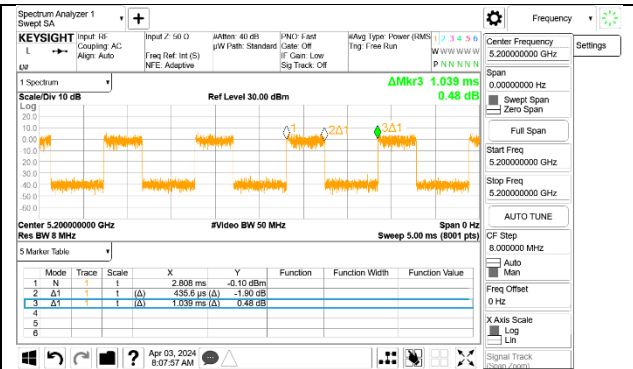 Spectrum Analyzer 1
Swept SA
+
Frequency
KEYSIGHT
Input: RF
Coupling: AC
Align: Auto
Input Z: 50 Ω
Freq Ref: Int (S)
NFE: Adaptive
#Atten: 40 dB
µW Path: Standard
PNO: Fast
Gate: Off
IF Gain: Low
Sig Track: Off
#Avg Type: Power (RMS
Trig: Free Run
1 2 3 4 5 6
W W W W W W
P N N N N N
L
Center Frequency
5.200000000 GHz
Settings
Span
0.00000000 Hz
Swept Span
Zero Span
Full Span
Start Freq
5.200000000 GHz
Stop Freq
5.200000000 GHz
AUTO TUNE
CF Step
8.000000 MHz
Auto
Man
Freq Offset
0 Hz
X Axis Scale
Log
Lin
Signal Track
(Span Zoom)
1 Spectrum
Scale/Div 10 dB
Ref Level 30.00 dBm
ΔMkr3 1.039 ms
0.48 dB
Log
20.0
10.0
0.00
-10.0
-20.0
-30.0
-40.0
-50.0
-60.0
1
2Δ1
3Δ1
Center 5.200000000 GHz
#Video BW 50 MHz
Span 0 Hz
Res BW 8 MHz
Sweep 5.00 ms (8001 pts)
5 Marker Table
Mode Trace Scale X Y Function Function Width Function Value
1 N 1 t 2.808 ms -0.10 dBm
2 Δ1 1 t (Δ) 435.6 µs (Δ) -1.90 dB
3 Δ1 1 t (Δ) 1.039 ms (Δ) 0.48 dB
4
5
6
?
Apr 03, 2024
8:07:57 AM